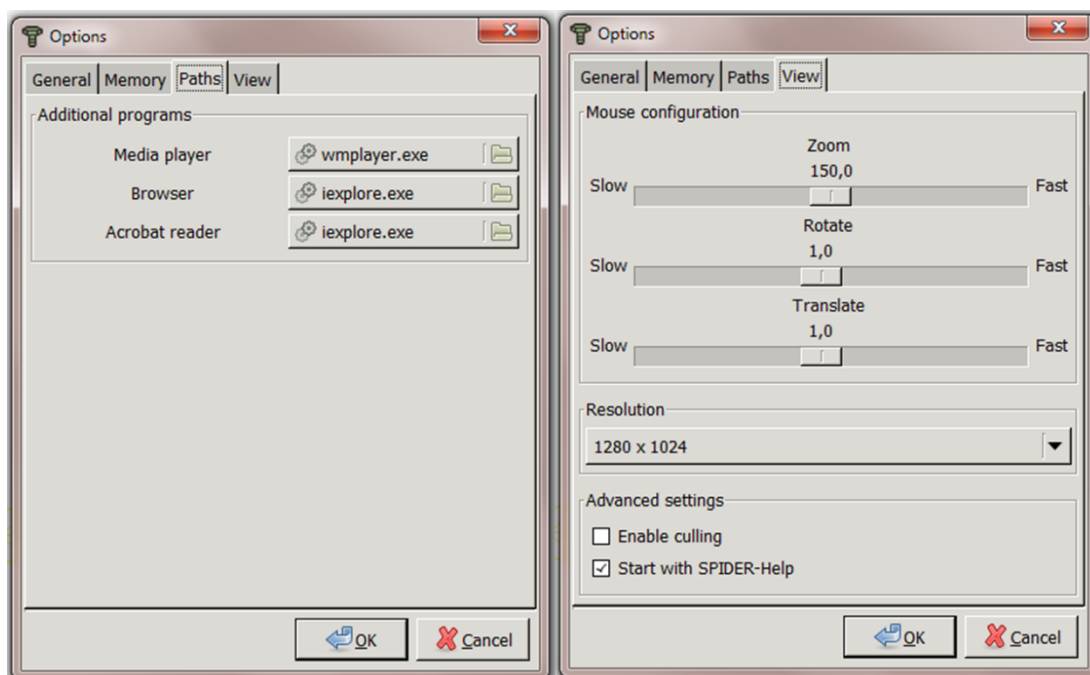 Options
General Memory Paths View
Additional programs
Media player wmplayer.exe
Browser iexplore.exe
Acrobat reader iexplore.exe
OK Cancel
Options
General Memory Paths View
Mouse configuration
Zoom
150,0
Slow Fast
Rotate
1,0
Slow Fast
Translate
1,0
Slow Fast
Resolution
1280 x 1024
Advanced settings
Enable culling
Start with SPIDER-Help
OK Cancel